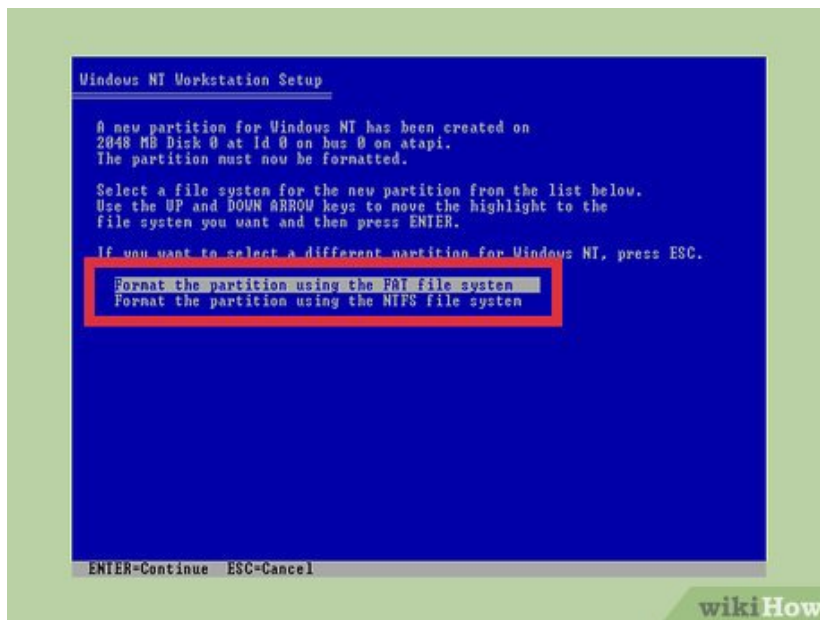 Windows NT Workstation Setup
A new partition for Windows NT has been created on
2048 MB Disk 0 at Id 0 on bus 0 on atapi.
The partition must now be formatted.
Select a file system for the new partition from the list below.
Use the UP and DOWN ARROW keys to move the highlight to the
file system you want and then press ENTER.
If you want to select a different partition for Windows NT, press ESC.
Format the partition using the FAT file system
Format the partition using the NTFS file system
ENTER=Continue ESC=Cancel
wikiHow